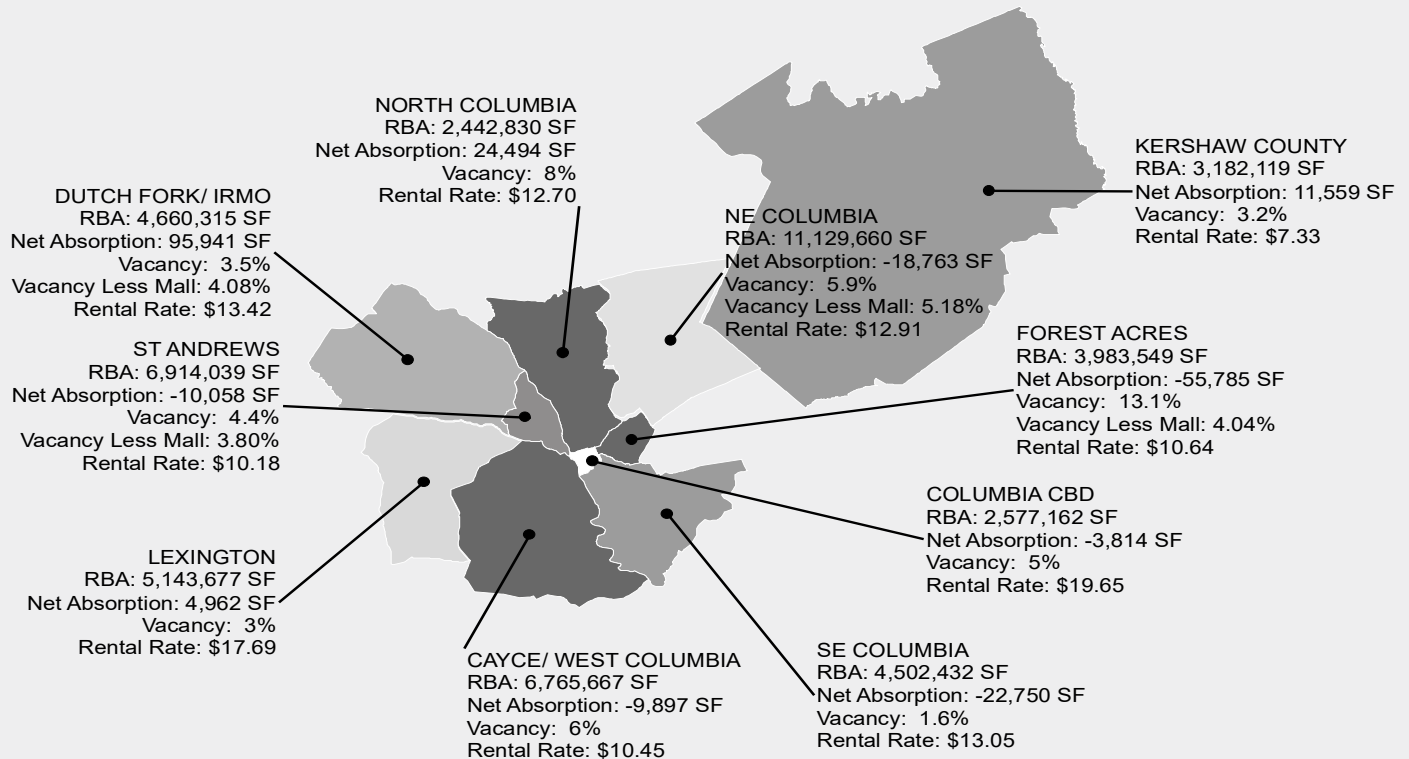 NORTH COLUMBIA
RBA: 2,442,830 SF
Net Absorption: 24,494 SF
Vacancy: 8%
Rental Rate: $12.70
KERSHAW COUNTY
RBA: 3,182,119 SF
Net Absorption: 11,559 SF
Vacancy: 3.2%
Rental Rate: $7.33
DUTCH FORK/ IRMO
RBA: 4,660,315 SF
Net Absorption: 95,941 SF
Vacancy: 3.5%
Vacancy Less Mall: 4.08%
Rental Rate: $13.42
NE COLUMBIA
RBA: 11,129,660 SF
Net Absorption: -18,763 SF
Vacancy: 5.9%
Vacancy Less Mall: 5.18%
Rental Rate: $12.91
ST ANDREWS
RBA: 6,914,039 SF
Net Absorption: -10,058 SF
Vacancy: 4.4%
Vacancy Less Mall: 3.80%
Rental Rate: $10.18
FOREST ACRES
RBA: 3,983,549 SF
Net Absorption: -55,785 SF
Vacancy: 13.1%
Vacancy Less Mall: 4.04%
Rental Rate: $10.64
COLUMBIA CBD
RBA: 2,577,162 SF
Net Absorption: -3,814 SF
Vacancy: 5%
Rental Rate: $19.65
LEXINGTON
RBA: 5,143,677 SF
Net Absorption: 4,962 SF
Vacancy: 3%
Rental Rate: $17.69
CAYCE/ WEST COLUMBIA
RBA: 6,765,667 SF
Net Absorption: -9,897 SF
Vacancy: 6%
Rental Rate: $10.45
SE COLUMBIA
RBA: 4,502,432 SF
Net Absorption: -22,750 SF
Vacancy: 1.6%
Rental Rate: $13.05